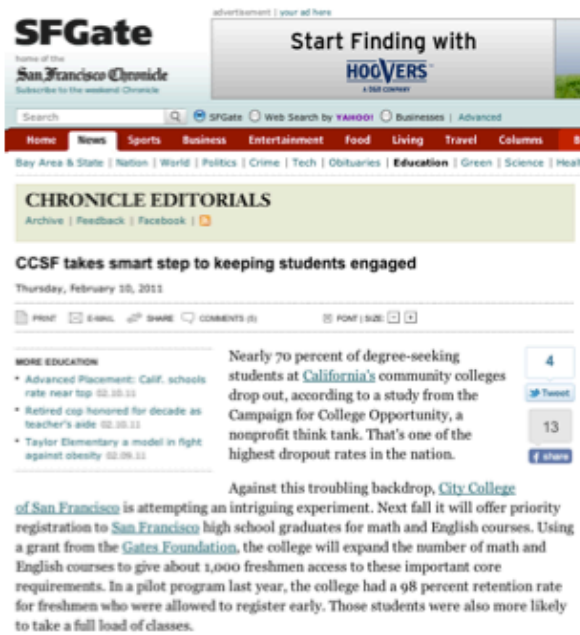 advertisement | your ad here
SFGate
home of the
San Francisco Chronicle
Subscribe to the weekend Chronicle
Start Finding with
HOOVERS™
A D&B COMPANY
Search
SFGate Web Search by YAHOO! Businesses | Advanced
Home News Sports Business Entertainment Food Living Travel Columns
Bay Area & State | Nation | World | Politics | Crime | Tech | Obituaries | Education | Green | Science | Heal
CHRONICLE EDITORIALS
Archive | Feedback | Facebook |
CCSF takes smart step to keeping students engaged
Thursday, February 10, 2011
PRINT E-MAIL SHARE COMMENTS (5) FONT | SIZE: - +
MORE EDUCATION
• Advanced Placement: Calif. schools
rate near top 02.10.11
• Retired cop honored for decade as
teacher's aide 02.10.11
• Taylor Elementary a model in fight
against obesity 02.09.11
Nearly 70 percent of degree-seeking
students at California's community colleges
drop out, according to a study from the
Campaign for College Opportunity, a
nonprofit think tank. That's one of the
highest dropout rates in the nation.
4
Tweet
13
f share
Against this troubling backdrop, City College
of San Francisco is attempting an intriguing experiment. Next fall it will offer priority
registration to San Francisco high school graduates for math and English courses. Using
a grant from the Gates Foundation, the college will expand the number of math and
English courses to give about 1,000 freshmen access to these important core
requirements. In a pilot program last year, the college had a 98 percent retention rate
for freshmen who were allowed to register early. Those students were also more likely
to take a full load of classes.